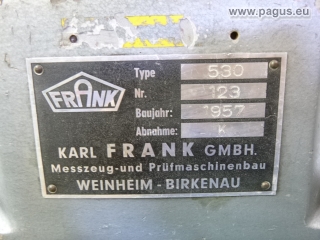 www.pagus.eu
FRANK
Type 530
Nr. 123
Baujahr: 1957
Abnahme: K
KARL FRANK GMBH.
Messzeug-und Prüfmaschinenbau
WEINHEIM-BIRKENAU